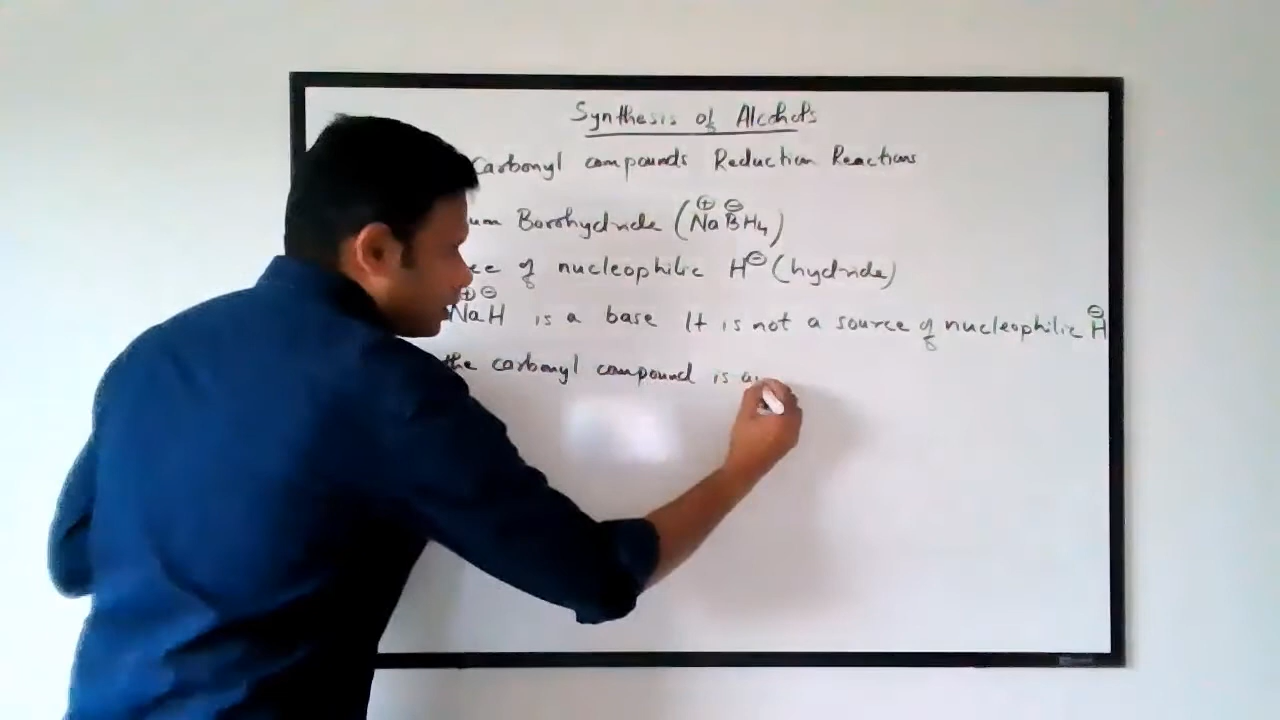 Synthesis of Alcohols
Carbonyl compounds Reduction Reactions
um Borohydride (Na⊕ B⊖H4)
ce of nucleophilic H⊖ (hydride)
Na⊕ H⊖ is a base It is not a source of nucleophilic H⊖
the carbonyl compound is